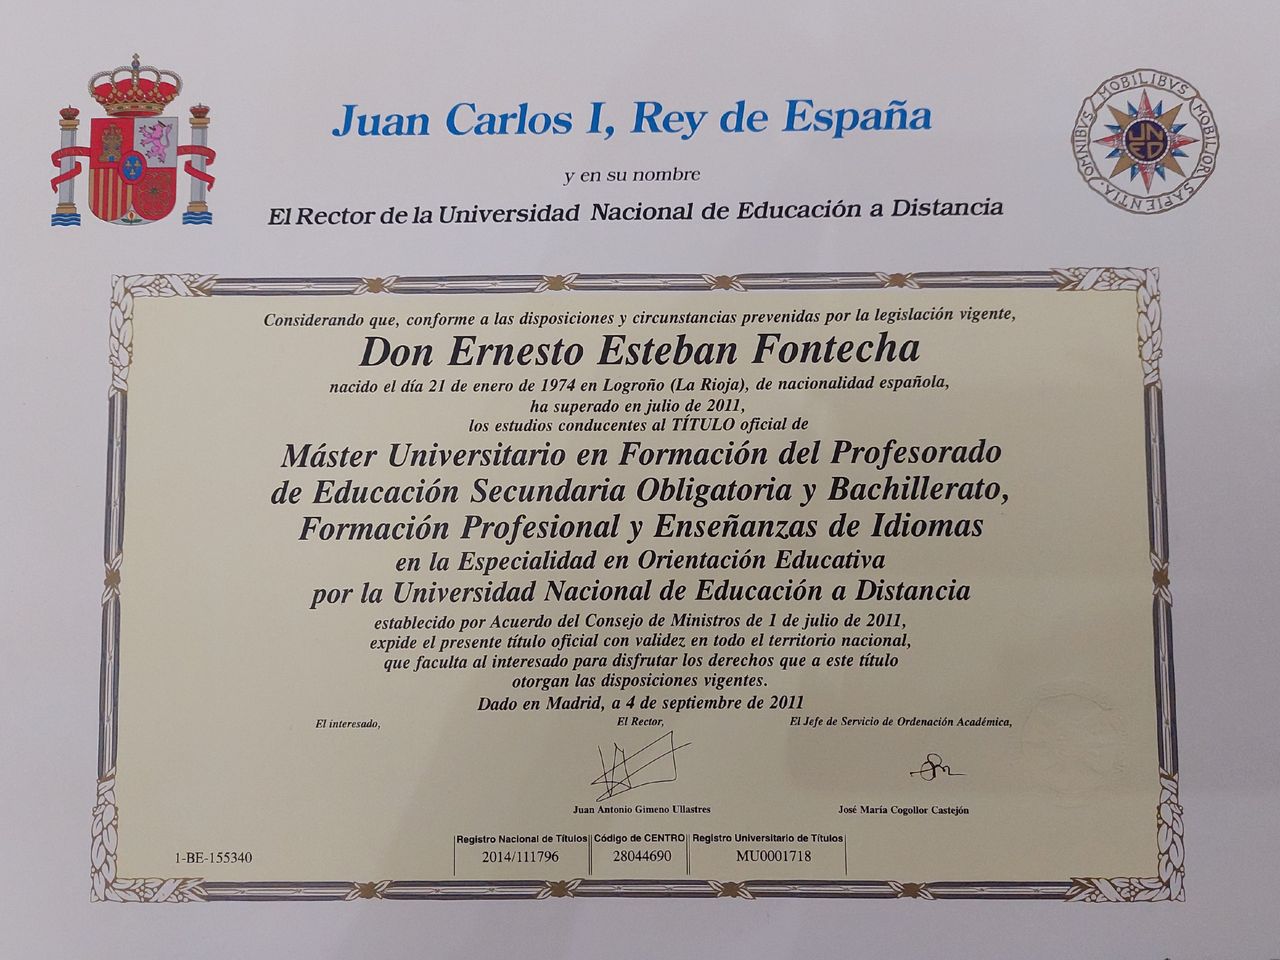 Juan Carlos I, Rey de España
y en su nombre
El Rector de la Universidad Nacional de Educación a Distancia
OMNIBVS MOBILIBVS MOBILIOR SAPIENTIA
UNED
Considerando que, conforme a las disposiciones y circunstancias prevenidas por la legislación vigente,
Don Ernesto Esteban Fontecha
nacido el día 21 de enero de 1974 en Logroño (La Rioja), de nacionalidad española,
ha superado en julio de 2011,
los estudios conducentes al TÍTULO oficial de
Máster Universitario en Formación del Profesorado
de Educación Secundaria Obligatoria y Bachillerato,
Formación Profesional y Enseñanzas de Idiomas
en la Especialidad en Orientación Educativa
por la Universidad Nacional de Educación a Distancia
establecido por Acuerdo del Consejo de Ministros de 1 de julio de 2011,
expide el presente título oficial con validez en todo el territorio nacional,
que faculta al interesado para disfrutar los derechos que a este título
otorgan las disposiciones vigentes.
Dado en Madrid, a 4 de septiembre de 2011
El interesado, El Rector, El Jefe de Servicio de Ordenación Académica,
Juan Antonio Gimeno Ullastres José María Cogollor Castejón
Registro Nacional de Títulos Código de CENTRO Registro Universitario de Títulos
1-BE-155340 2014/111796 28044690 MU0001718